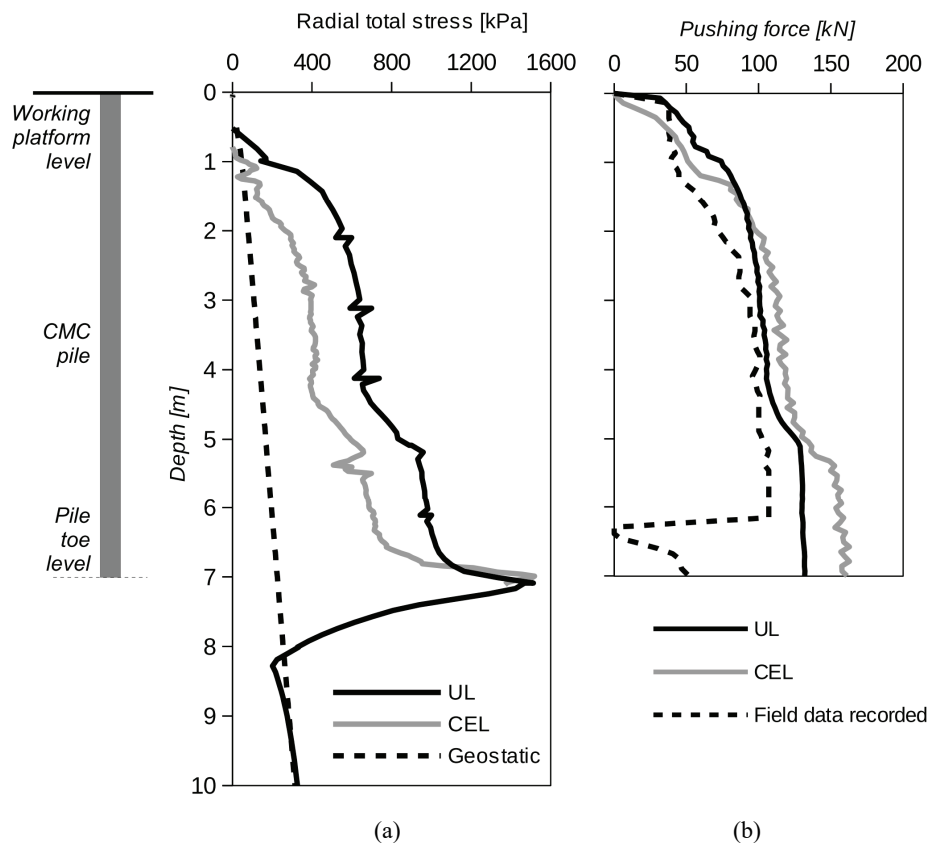 Radial total stress [kPa]
0 400 800 1200 1600
Pushing force [kN]
0 50 100 150 200
Working
platform
level
CMC
pile
Pile
toe
level
Depth [m]
0
1
2
3
4
5
6
7
8
9
10
UL
CEL
Geostatic
UL
CEL
Field data recorded
(a)
(b)